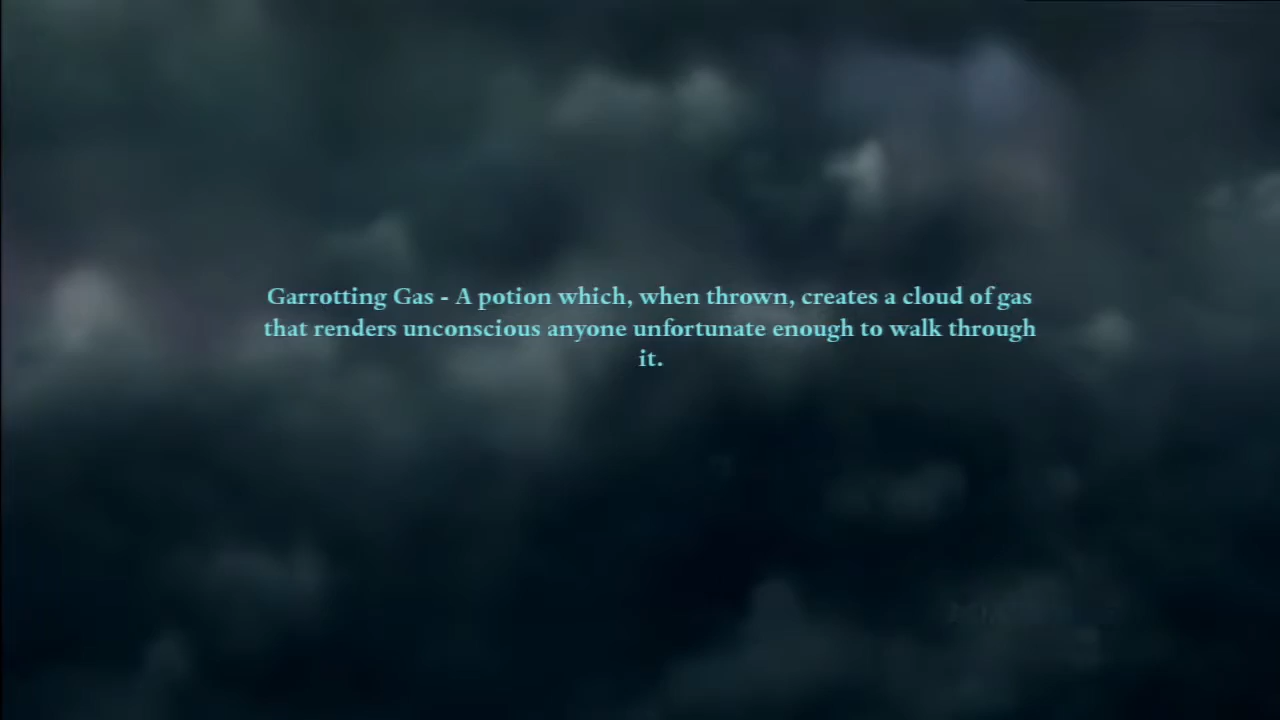 Garrotting Gas - A potion which, when thrown, creates a cloud of gas
that renders unconscious anyone unfortunate enough to walk through
it.